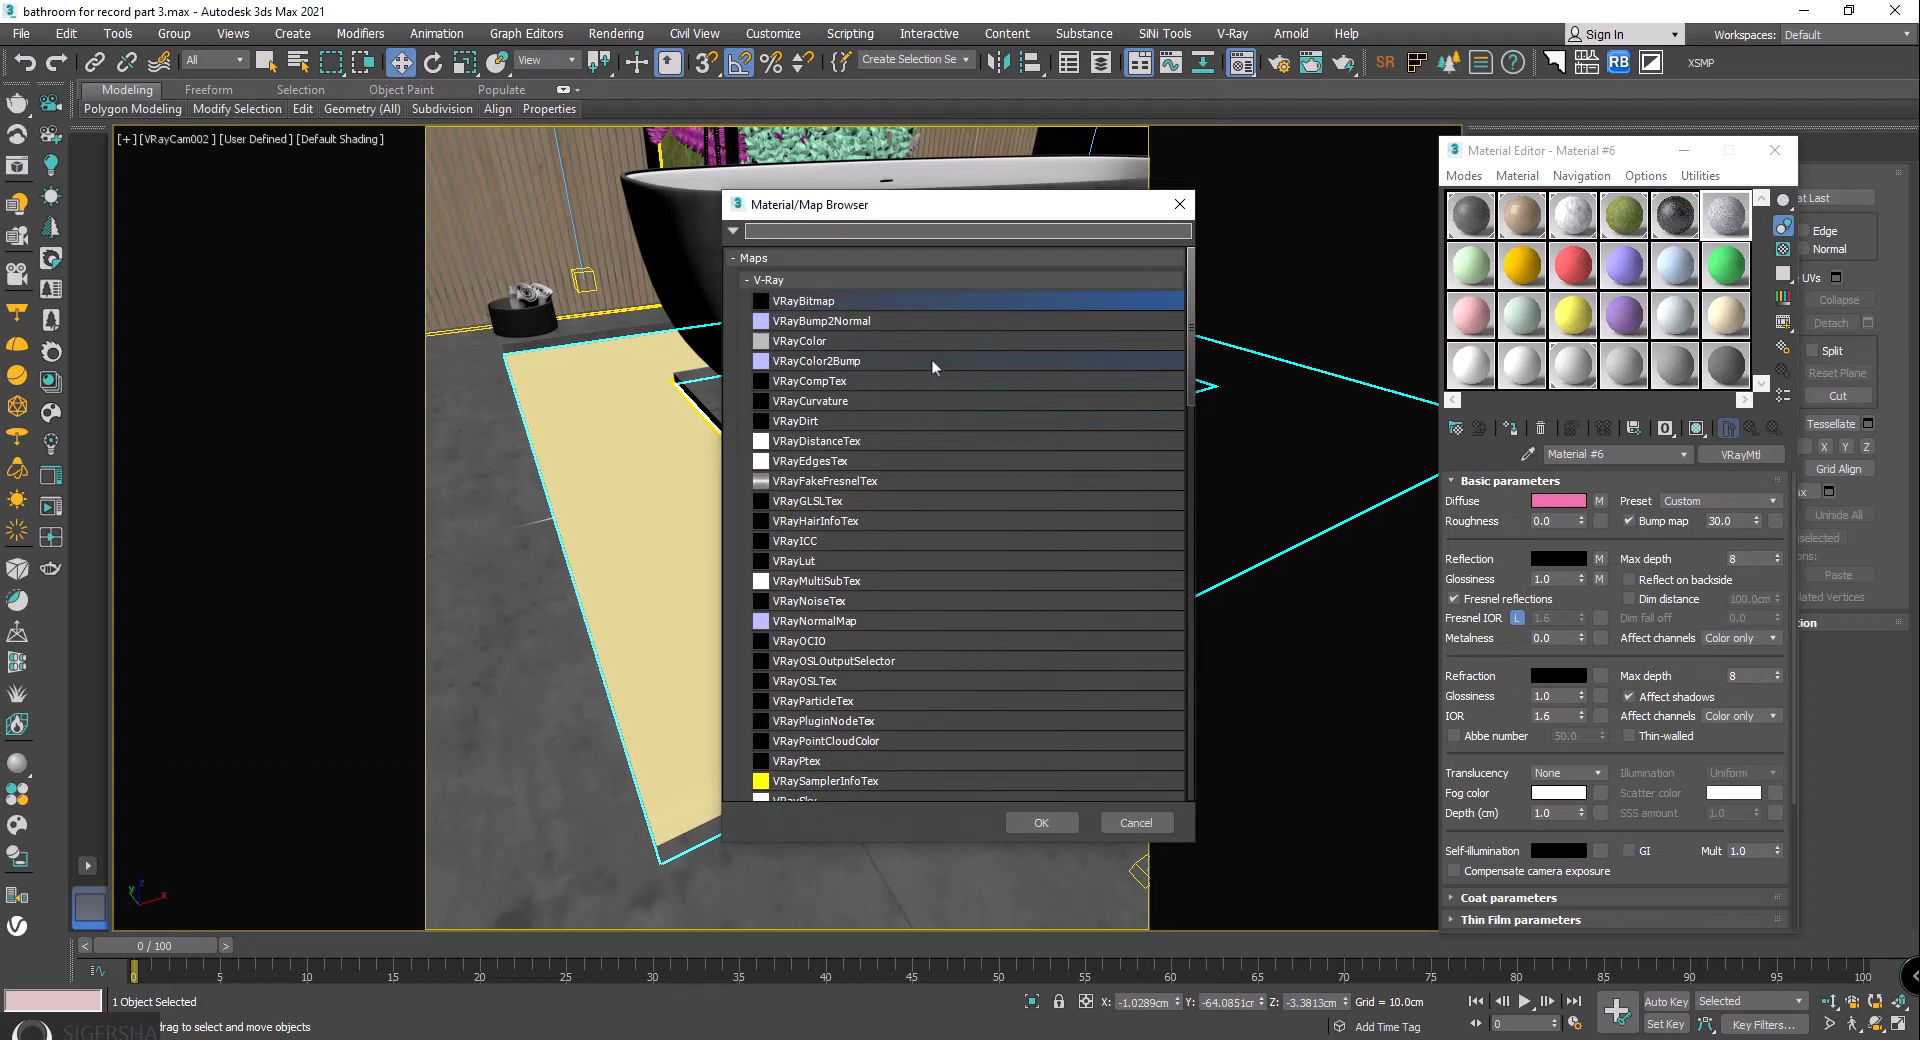 bathroom for record part 3.max - Autodesk 3ds Max 2021
File Edit Tools Group Views Create Modifiers Animation Graph Editors Rendering Civil View Customize Scripting Interactive Content Substance SiNi Tools V-Ray Arnold Help
Sign In
Workspaces: Default
All
View
Create Selection Se
SR
RB
XSMP
Modeling Freeform Selection Object Paint Populate
Polygon Modeling Modify Selection Edit Geometry (All) Subdivision Align Properties
[+] [VRayCam002 ] [User Defined ] [Default Shading ]
Material/Map Browser
- Maps
- V-Ray
VRayBitmap
VRayBump2Normal
VRayColor
VRayColor2Bump
VRayCompTex
VRayCurvature
VRayDirt
VRayDistanceTex
VRayEdgesTex
VRayFakeFresnelTex
VRayGLSLTex
VRayHairInfoTex
VRayICC
VRayLut
VRayMultiSubTex
VRayNoiseTex
VRayNormalMap
VRayOCIO
VRayOSLOutputSelector
VRayOSLTex
VRayParticleTex
VRayPluginNodeTex
VRayPointCloudColor
VRayPtex
VRaySamplerInfoTex
VRaySky
OK Cancel
Material Editor - Material #6
Modes Material Navigation Options Utilities
Material #6 VRayMtl
Basic parameters
Diffuse M Preset Custom
Roughness 0.0 Bump map 30.0
Reflection M Max depth 8
Glossiness 1.0 M Reflect on backside
Fresnel reflections Dim distance 100.0cm
Fresnel IOR L 1.6 Dim fall off 0.0
Metalness 0.0 Affect channels Color only
Refraction Max depth 8
Glossiness 1.0 Affect shadows
IOR 1.6 Affect channels Color only
Abbe number 50.0 Thin-walled
Translucency None Illumination Uniform
Fog color Scatter color
Depth (cm) 1.0 SSS amount 1.0
Self-illumination GI Mult 1.0
Compensate camera exposure
Coat parameters
Thin Film parameters
at Last
Edge
Normal
UVs
Collapse
Detach
Split
Reset Plane
Cut
Tessellate
X Y Z
Grid Align
Unhide All
selected
ons:
Paste
lated Vertices
tion
< 0 / 100 >
0 5 10 15 20 25 30 35 40 45 50 55 60 65 70 75 80 85 90 95 100
1 Object Selected
X: -1.0289cm Y: -64.0851cm Z: -3.3813cm Grid = 10.0cm
Auto Key Selected
SIGERSHA
drag to select and move objects
Add Time Tag
0
Set Key Key Filters...